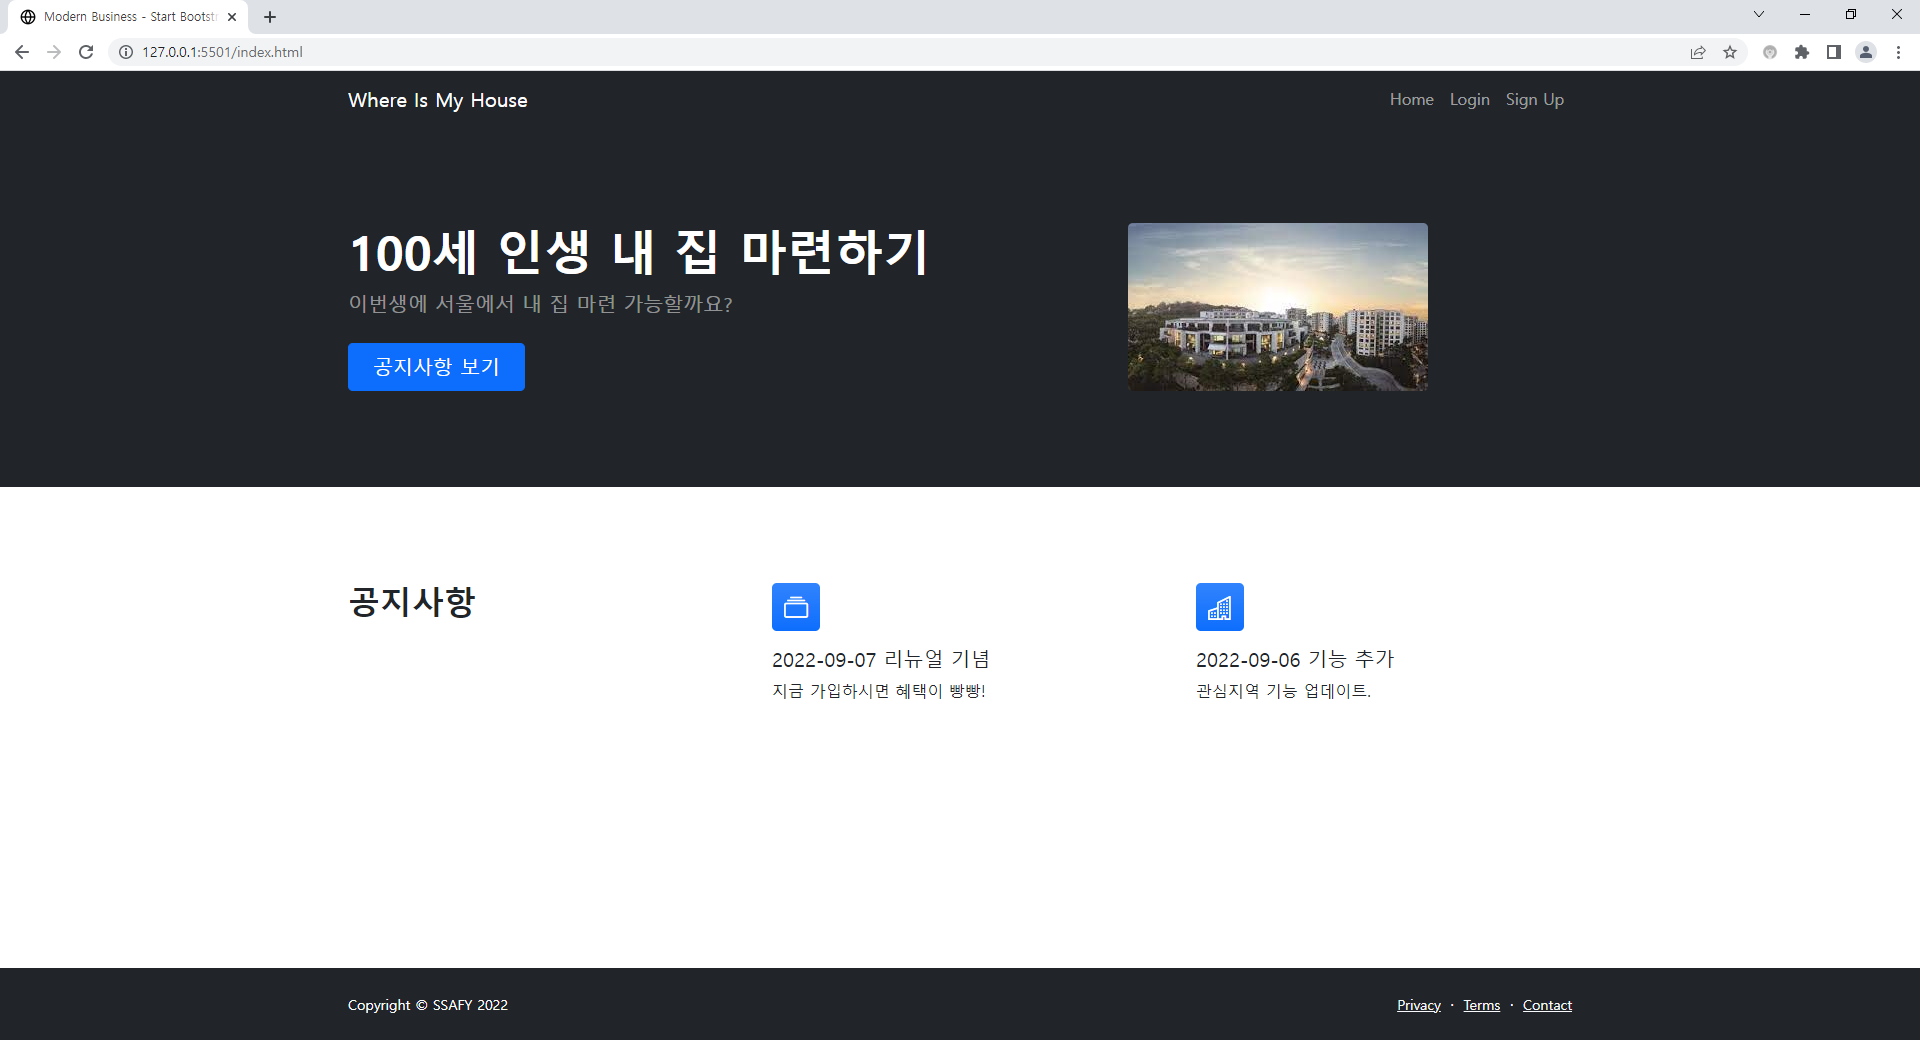 Modern Business - Start Bootst
127.0.0.1:5501/index.html
Where Is My House
Home Login Sign Up
100세 인생 내 집 마련하기
이번생에 서울에서 내 집 마련 가능할까요?
공지사항 보기
공지사항
2022-09-07 리뉴얼 기념
지금 가입하시면 혜택이 빵빵!
2022-09-06 기능 추가
관심지역 기능 업데이트.
Copyright © SSAFY 2022
Privacy · Terms · Contact